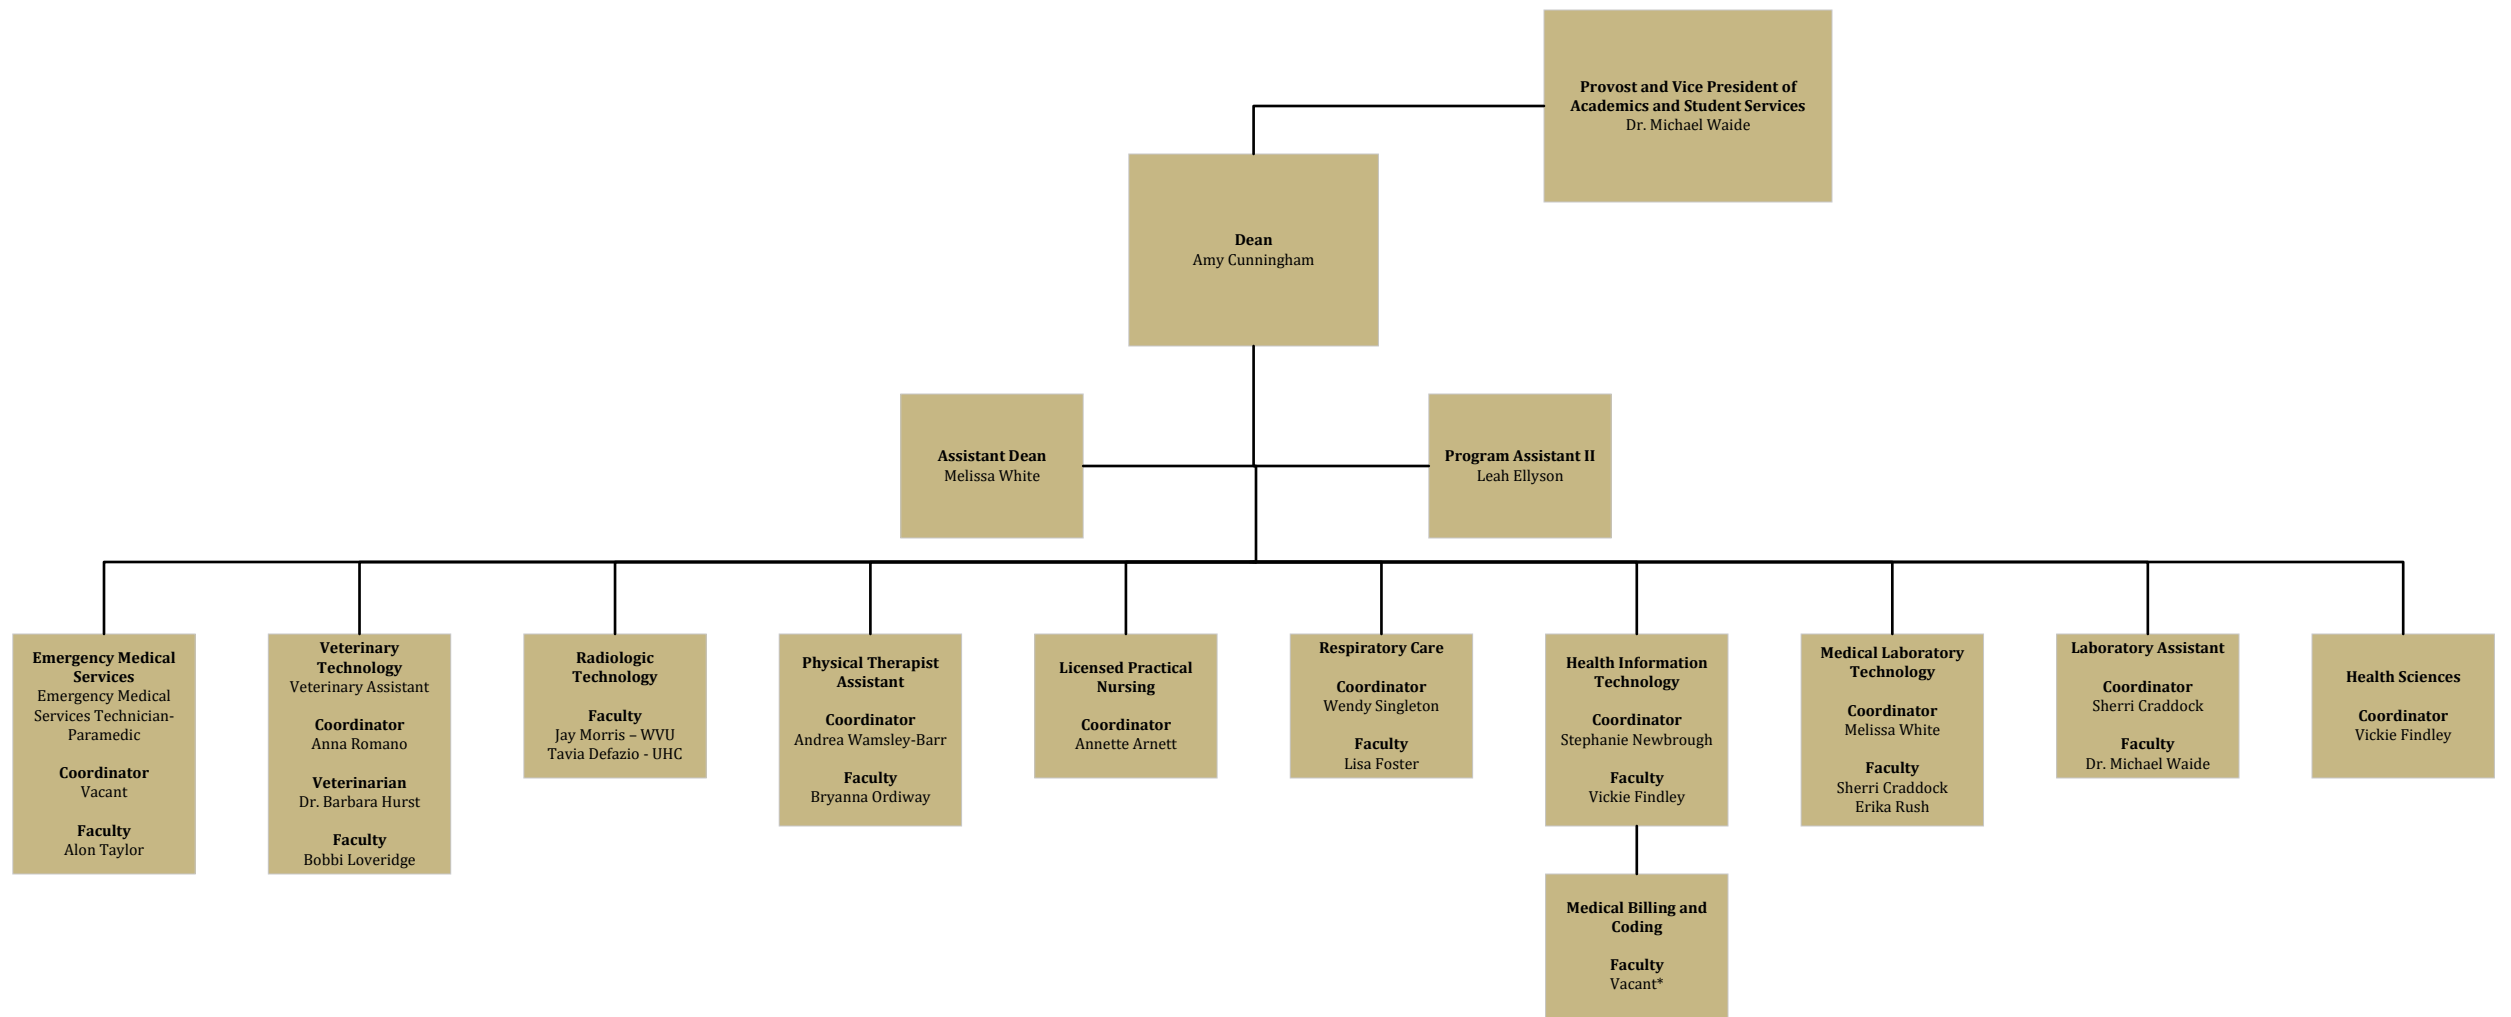 Provost and Vice President of
Academics and Student Services
Dr. Michael Waide
Dean
Amy Cunningham
Assistant Dean
Melissa White
Program Assistant II
Leah Ellyson
Emergency Medical
Services
Emergency Medical
Services Technician-
Paramedic
Coordinator
Vacant
Faculty
Alon Taylor
Veterinary
Technology
Veterinary Assistant
Coordinator
Anna Romano
Veterinarian
Dr. Barbara Hurst
Faculty
Bobbi Loveridge
Radiologic
Technology
Faculty
Jay Morris – WVU
Tavia Defazio - UHC
Physical Therapist
Assistant
Coordinator
Andrea Wamsley-Barr
Faculty
Bryanna Ordiway
Licensed Practical
Nursing
Coordinator
Annette Arnett
Respiratory Care
Coordinator
Wendy Singleton
Faculty
Lisa Foster
Health Information
Technology
Coordinator
Stephanie Newbrough
Faculty
Vickie Findley
Medical Billing and
Coding
Faculty
Vacant*
Medical Laboratory
Technology
Coordinator
Melissa White
Faculty
Sherri Craddock
Erika Rush
Laboratory Assistant
Coordinator
Sherri Craddock
Faculty
Dr. Michael Waide
Health Sciences
Coordinator
Vickie Findley